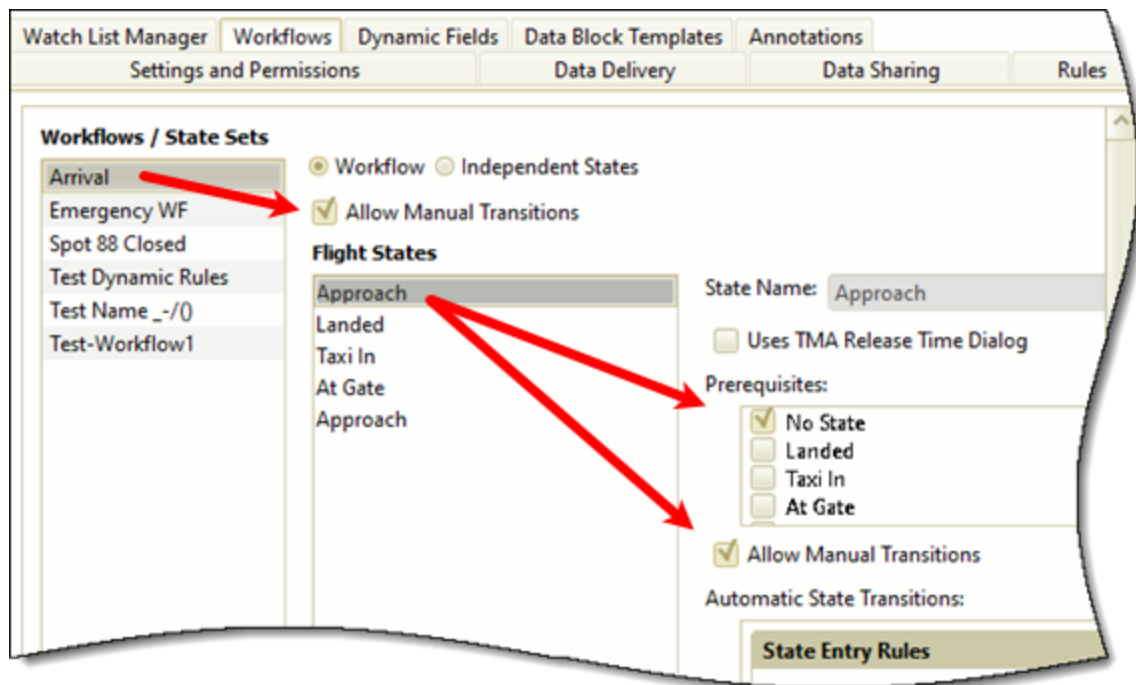 Watch List Manager Workflows Dynamic Fields Data Block Templates Annotations
Settings and Permissions Data Delivery Data Sharing Rules
Workflows / State Sets
Arrival
Emergency WF
Spot 88 Closed
Test Dynamic Rules
Test Name _-/()
Test-Workflow1
Workflow Independent States
Allow Manual Transitions
Flight States
Approach
Landed
Taxi In
At Gate
Approach
State Name: Approach
Uses TMA Release Time Dialog
Prerequisites:
No State
Landed
Taxi In
At Gate
Allow Manual Transitions
Automatic State Transitions:
State Entry Rules